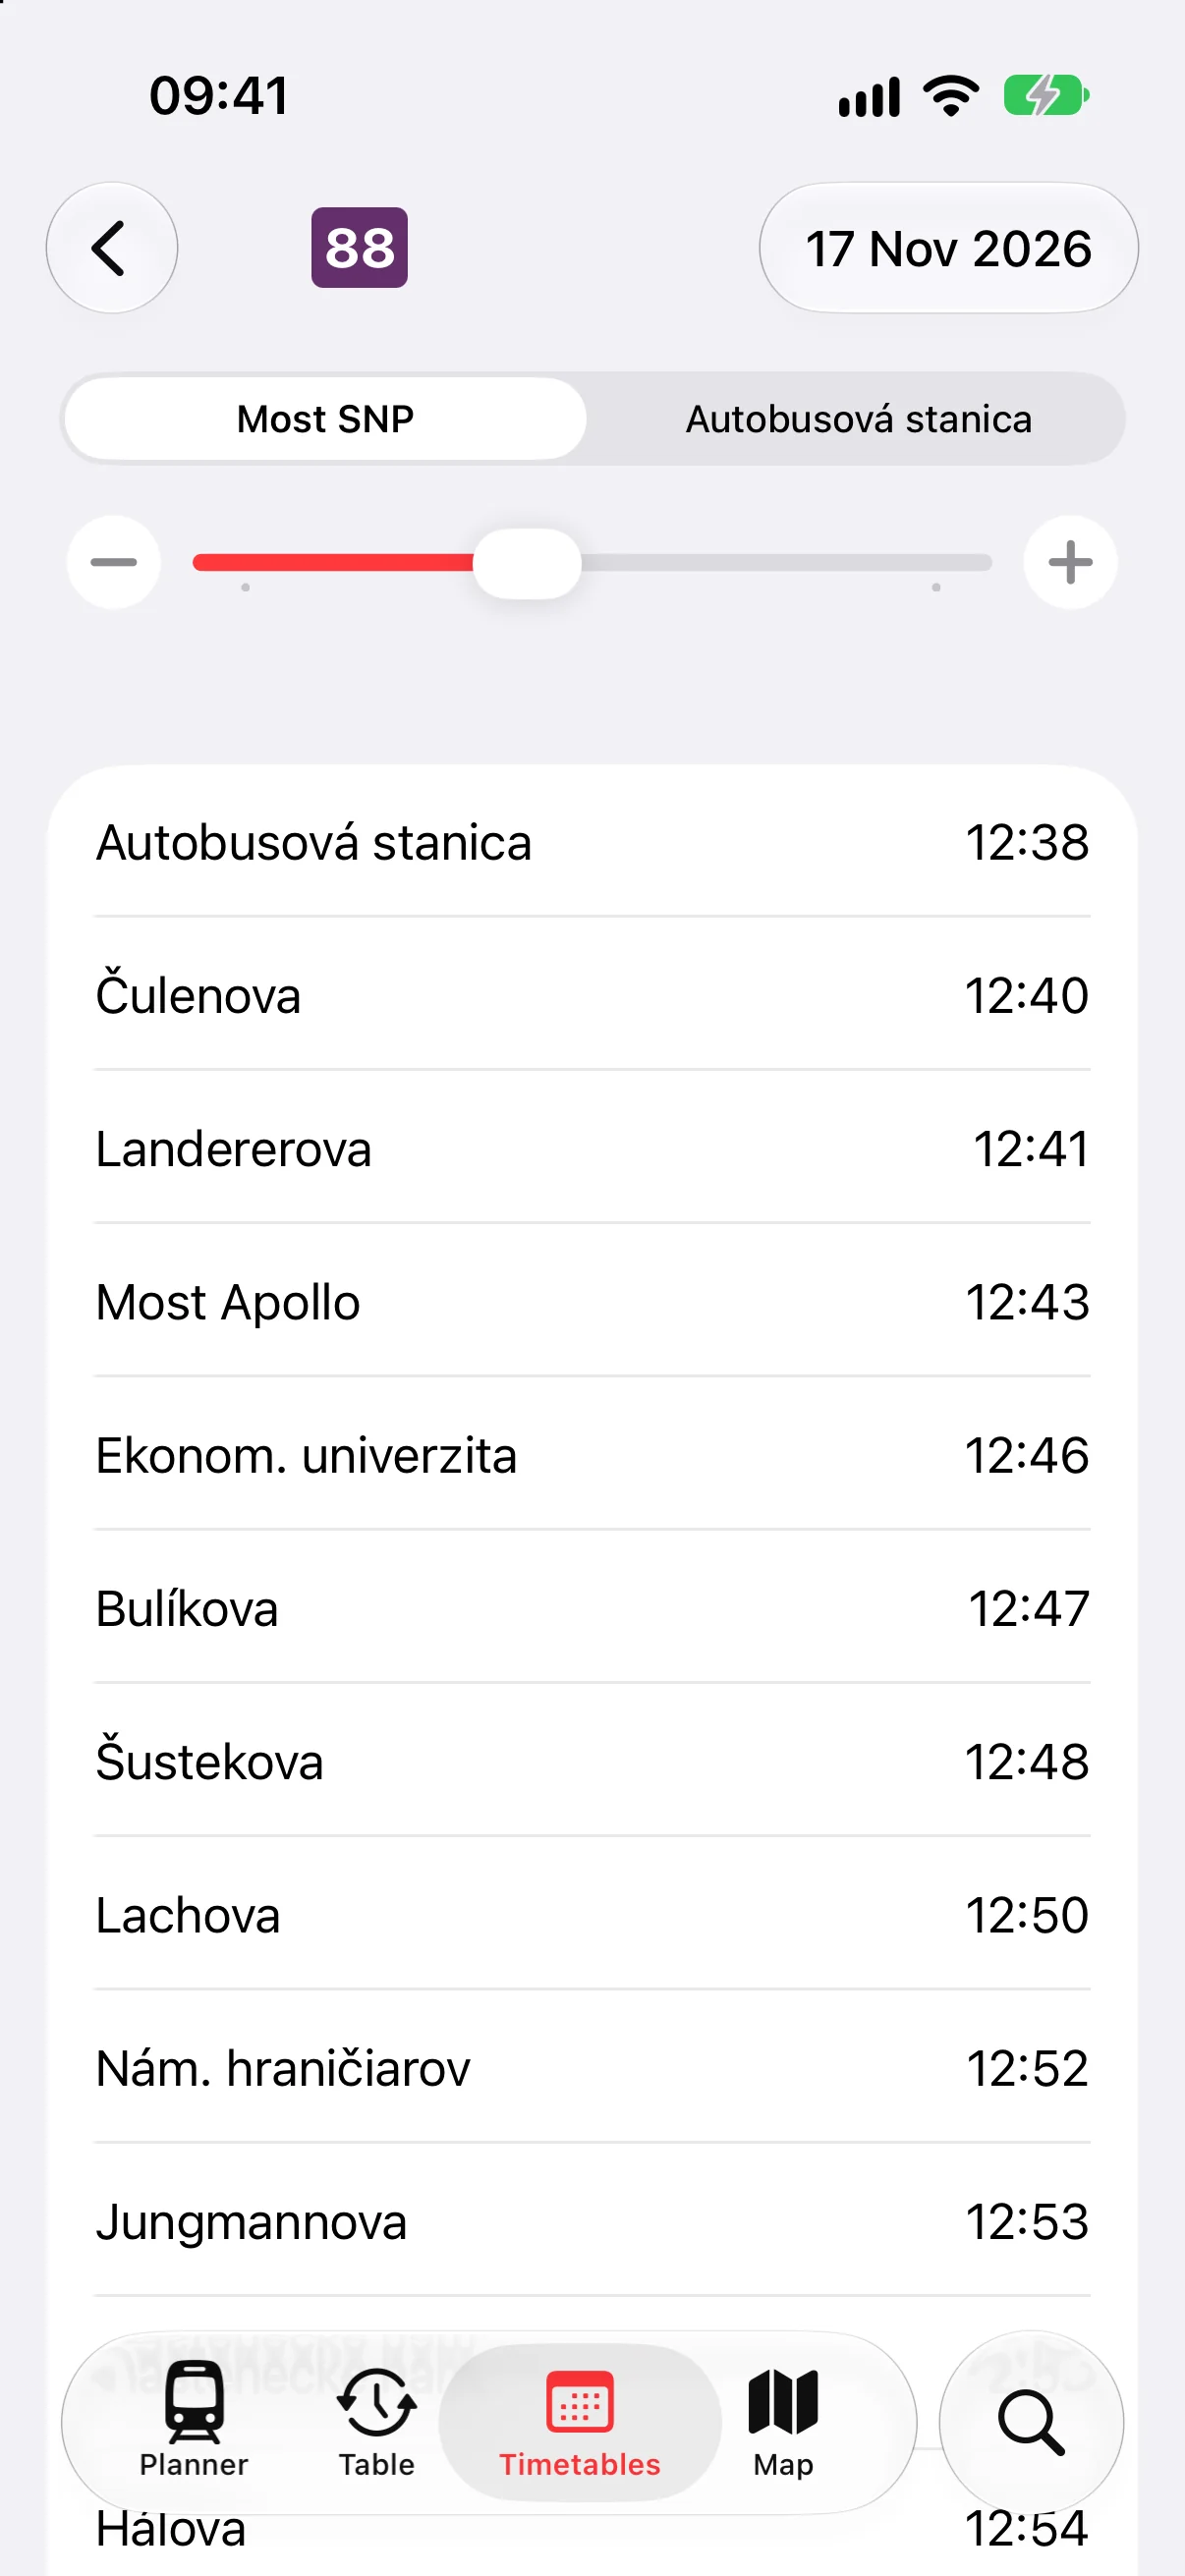 09:41
88
17 Nov 2026
Most SNP
Autobusová stanica
Autobusová stanica 12:38
Čulenova 12:40
Landererova 12:41
Most Apollo 12:43
Ekonom. univerzita 12:46
Bulíkova 12:47
Šustekova 12:48
Lachova 12:50
Nám. hraničiarov 12:52
Jungmannova 12:53
Planner
Table
Timetables
Map
Hálova 12:54